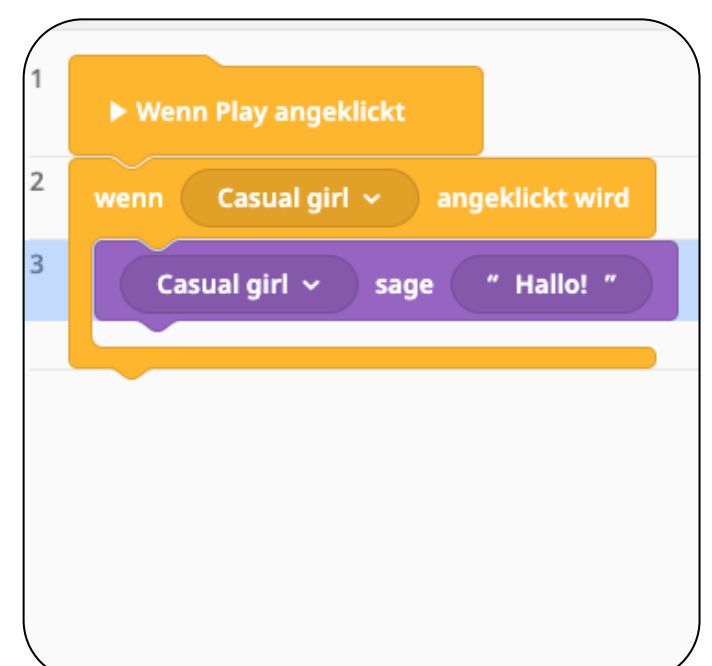 1
Wenn Play angeklickt
2
wenn Casual girl angeklickt wird
3
Casual girl sage “ Hallo! ”